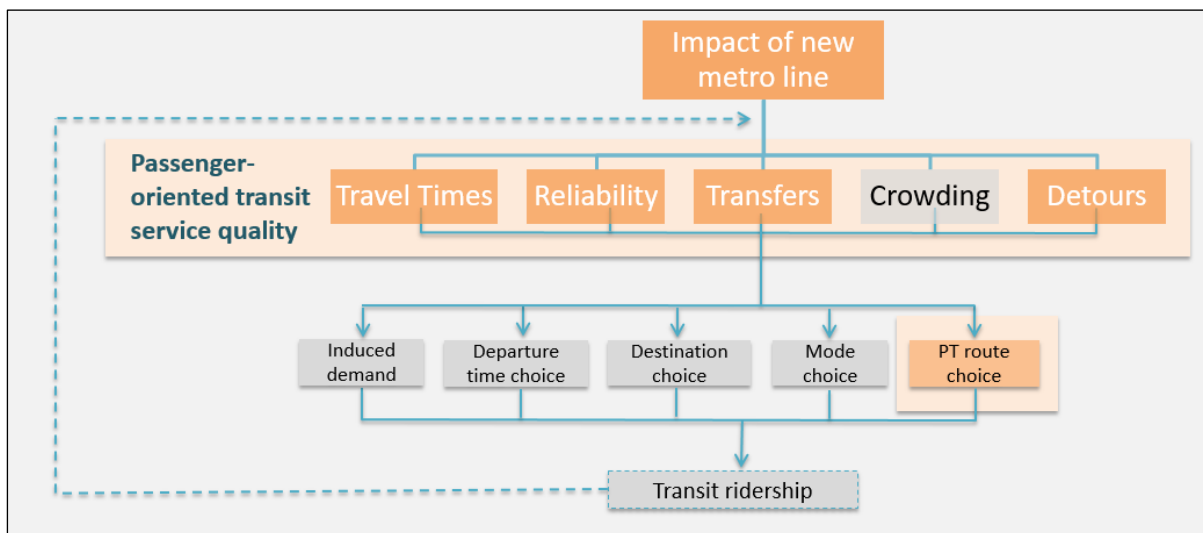 Impact of new
metro line
Passenger-
oriented transit
service quality
Travel Times
Reliability
Transfers
Crowding
Detours
Induced
demand
Departure
time choice
Destination
choice
Mode
choice
PT route
choice
Transit ridership